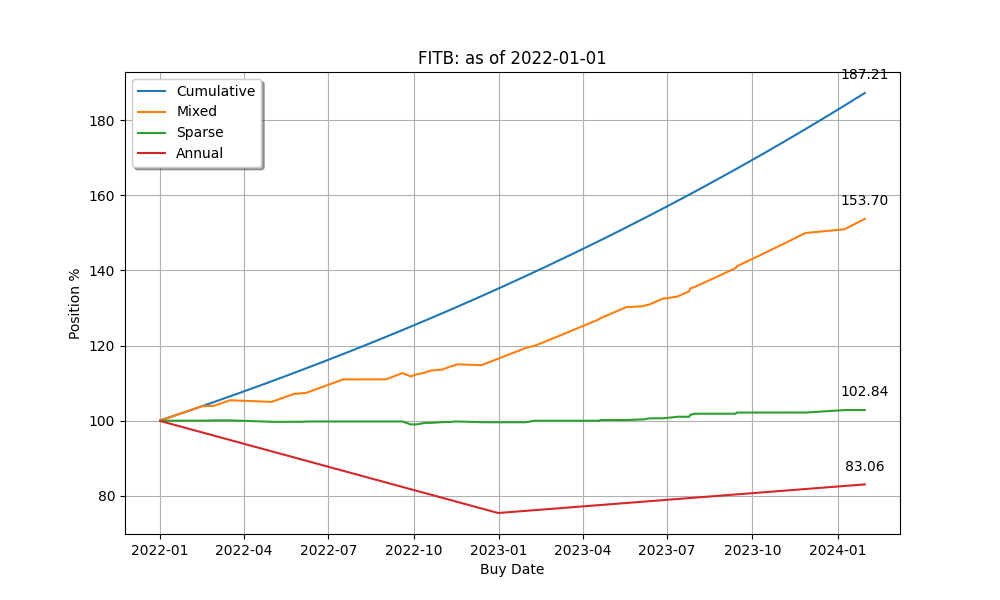 FITB: as of 2022-01-01
187.21
Cumulative
Mixed
Sparse
Annual
180
160
153.70
140
Position %
120
102.84
100
83.06
80
2022-01 2022-04 2022-07 2022-10 2023-01 2023-04 2023-07 2023-10 2024-01
Buy Date